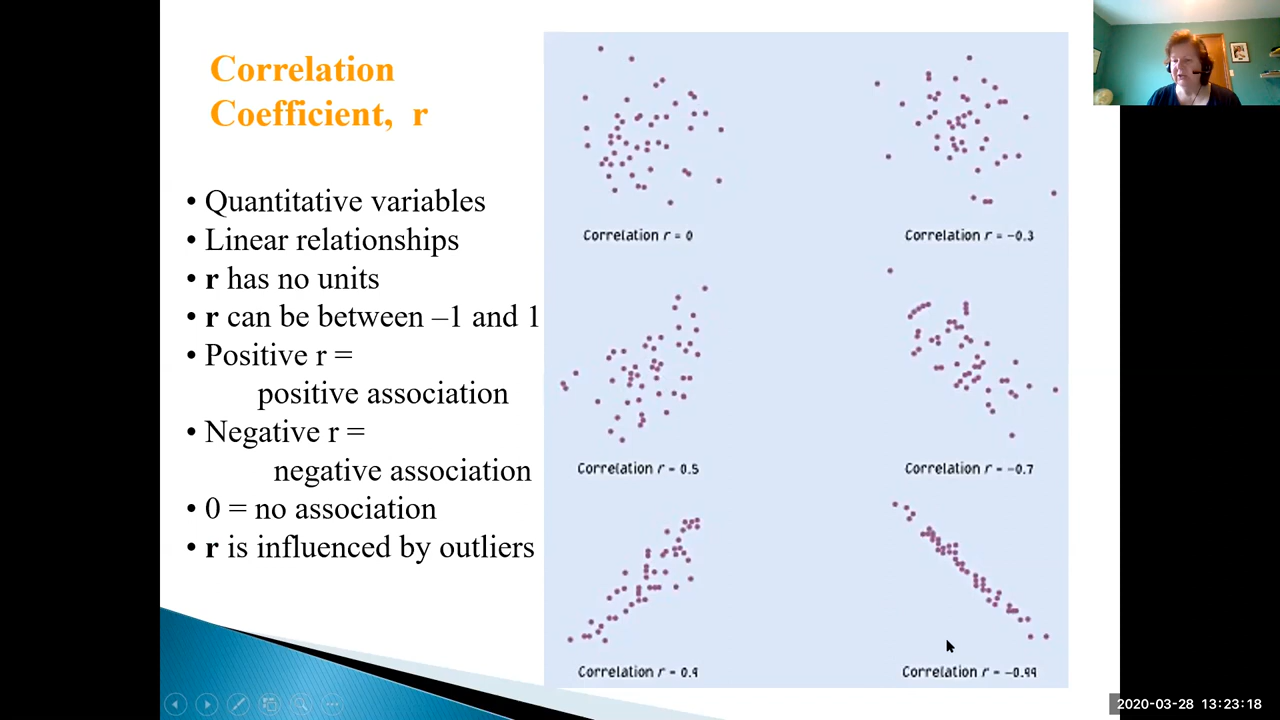 Correlation
Coefficient, r
• Quantitative variables
• Linear relationships
• r has no units
• r can be between –1 and 1
• Positive r =
positive association
• Negative r =
negative association
• 0 = no association
• r is influenced by outliers
Correlation r = 0
Correlation r = −0.3
Correlation r = 0.5
Correlation r = −0.7
Correlation r = 0.9
Correlation r = −0.99
2020-03-28 13:23:18